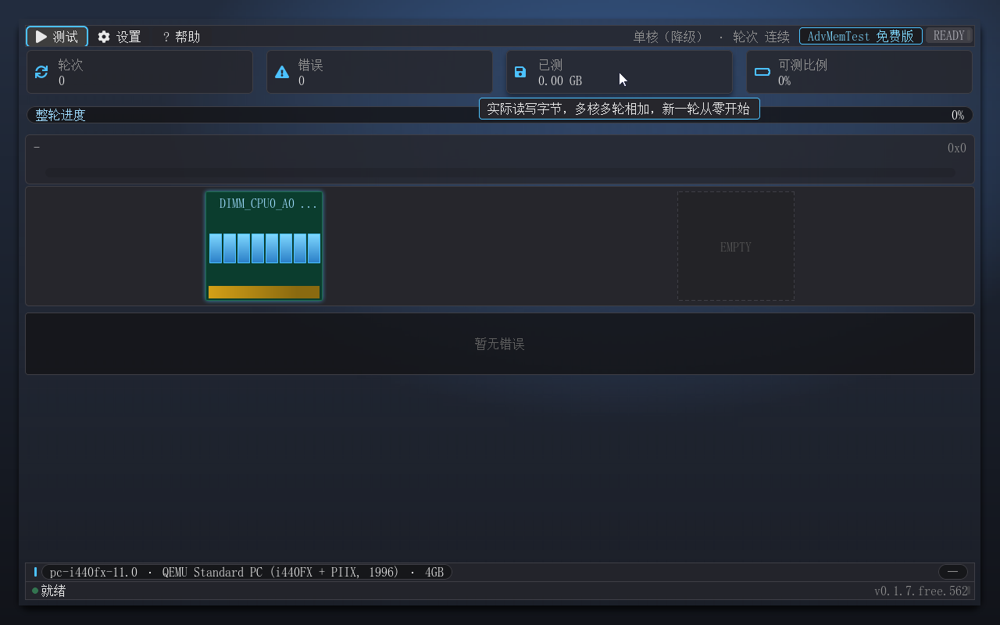 测试 设置 ? 帮助 单核（降级） · 轮次 连续 AdvMemTest 免费版 READY
轮次
0
错误
0
已测
0.00 GB
可测比例
0%
实际读写字节，多核多轮相加，新一轮从零开始
整轮进度 0%
— 0x0
DIMM_CPU0_A0 ...
EMPTY
暂无错误
pc-i440fx-11.0 · QEMU Standard PC (i440FX + PIIX, 1996) · 4GB —
就绪 v0.1.7.free.562